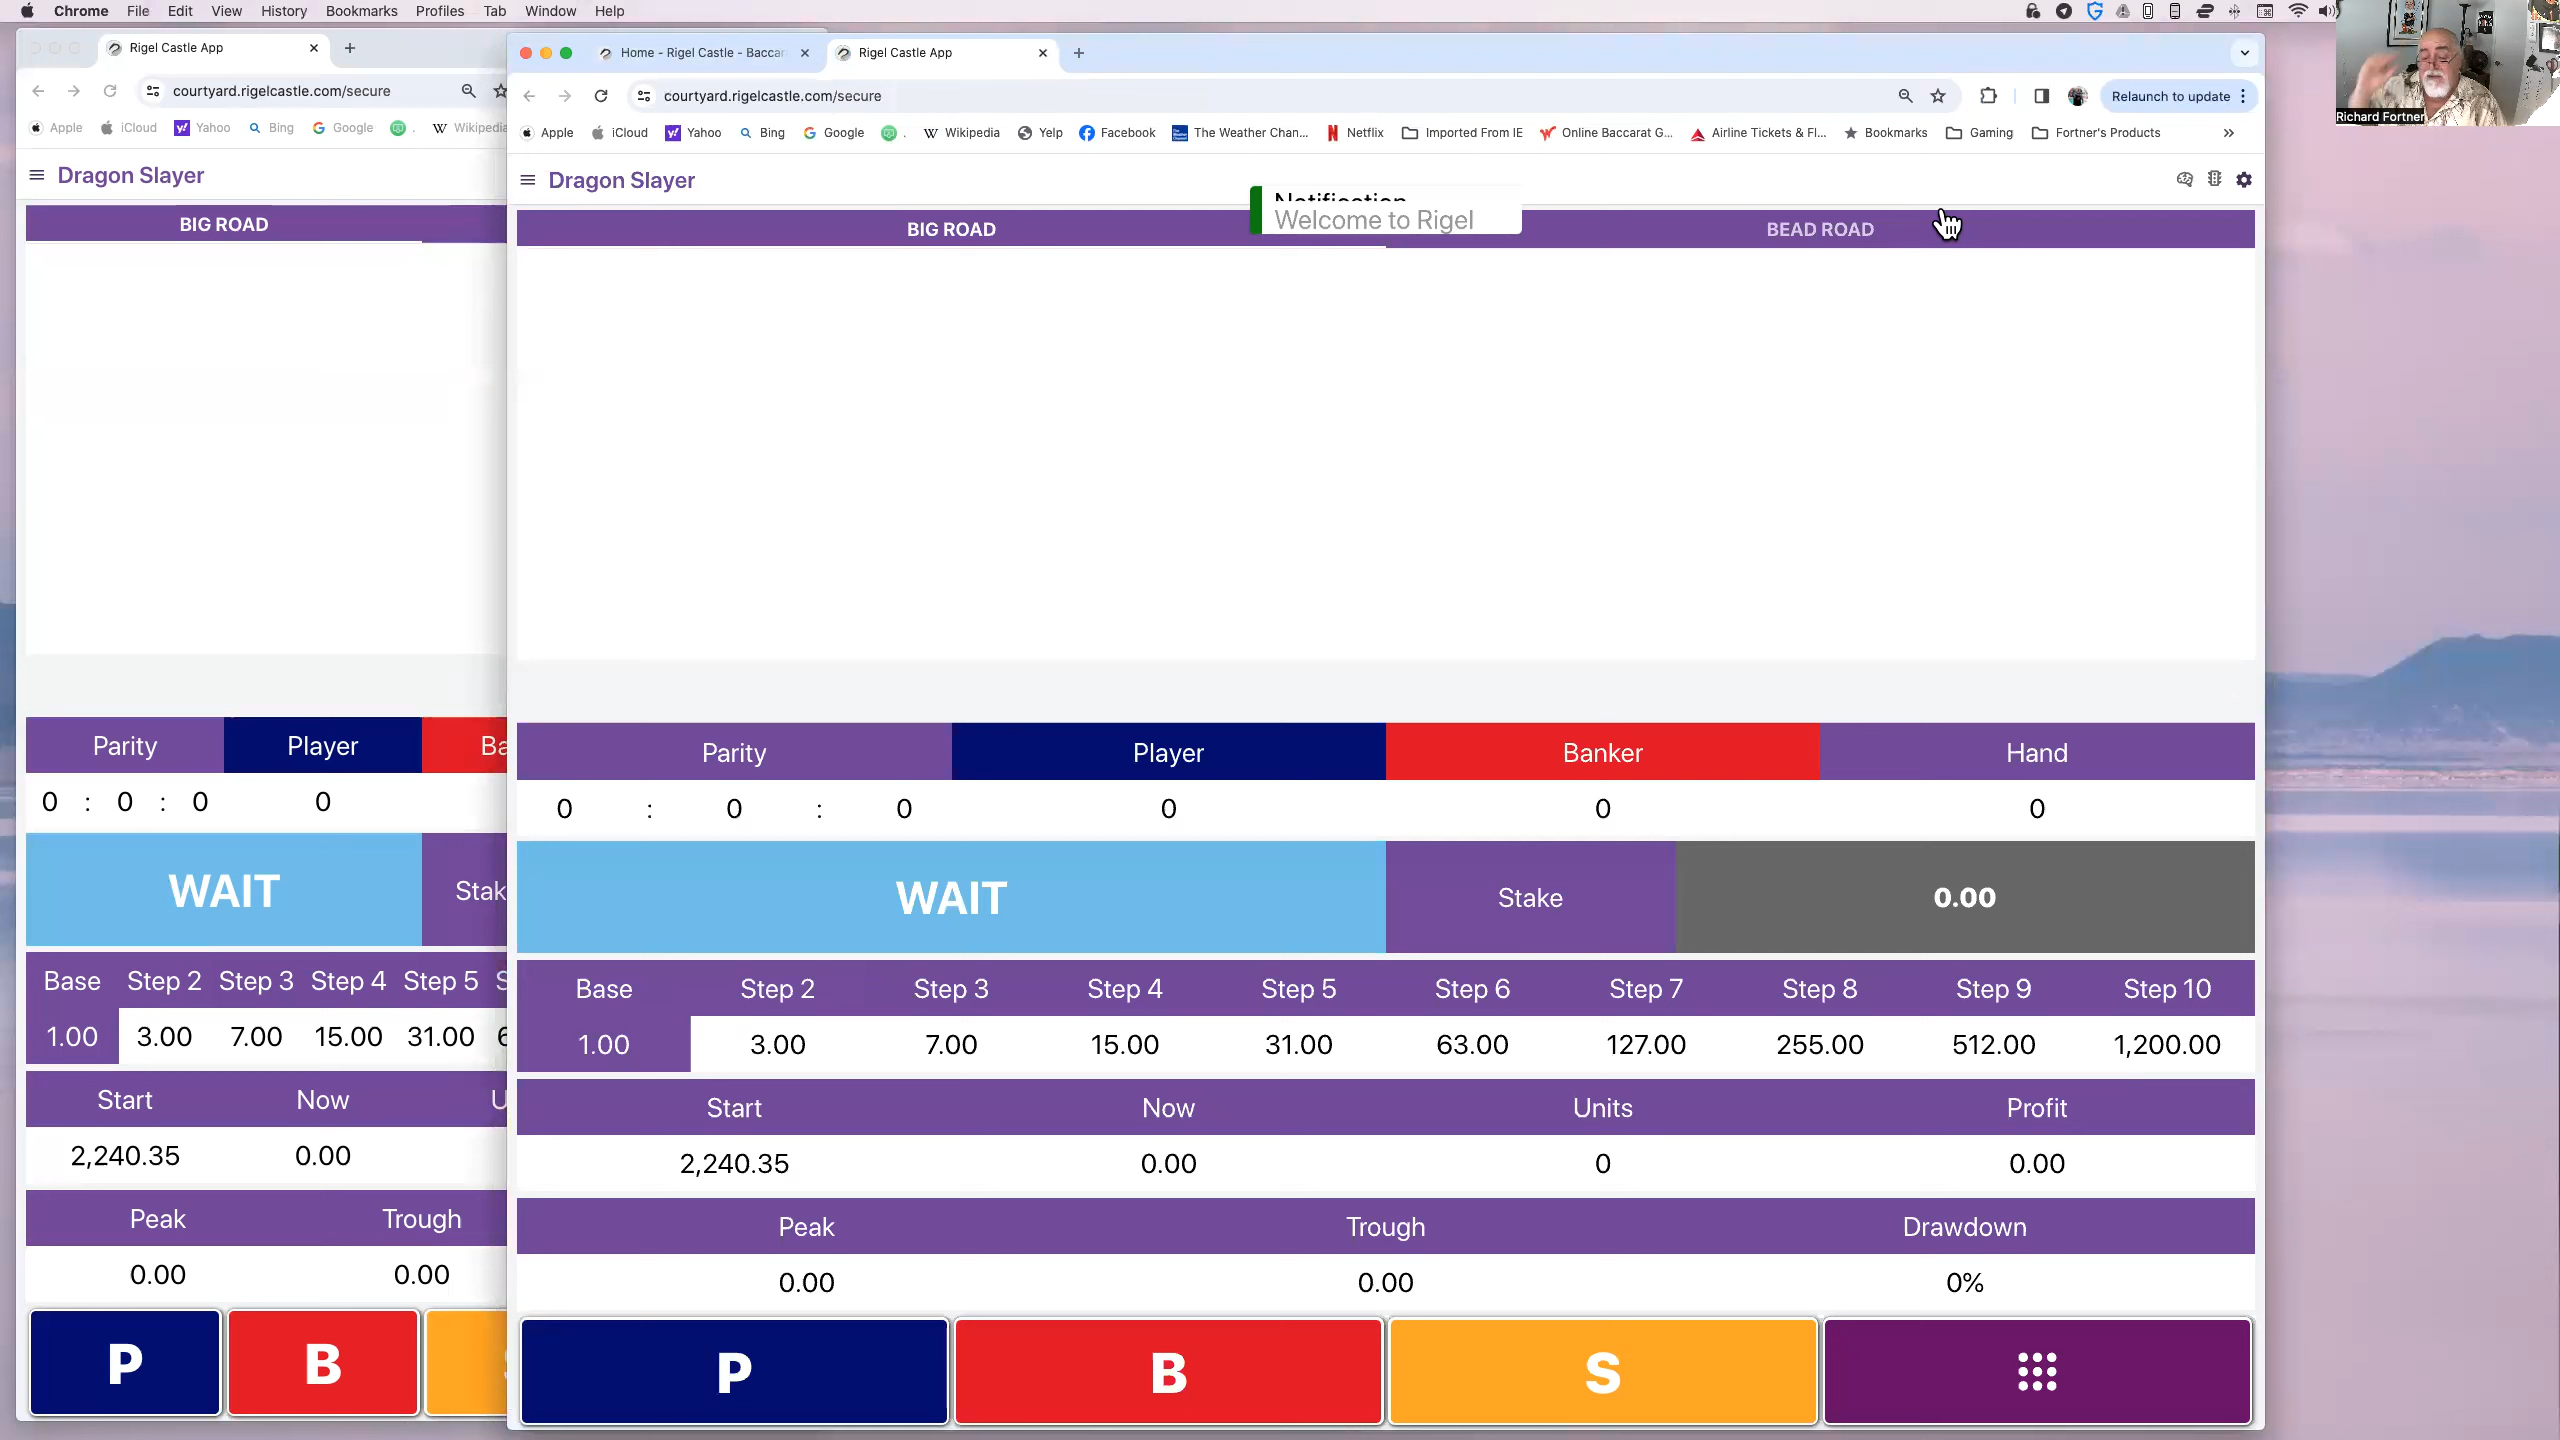 Chrome File Edit View History Bookmarks Profiles Tab Window Help
Rigel Castle App
courtyard.rigelcastle.com/secure
Apple iCloud Yahoo Bing Google . Wikipedia
Dragon Slayer
BIG ROAD
Parity Player
0 : 0 : 0 0
WAIT
Base Step 2 Step 3 Step 4 Step 5
1.00 3.00 7.00 15.00 31.00
Start Now
2,240.35 0.00
Peak Trough
0.00 0.00
P B
Home - Rigel Castle - Baccar Rigel Castle App
courtyard.rigelcastle.com/secure Relaunch to update
Apple iCloud Yahoo Bing Google . Wikipedia Yelp Facebook The Weather Chan... Netflix Imported From IE Online Baccarat G... Airline Tickets & Fl... Bookmarks Gaming Fortner's Products »
Dragon Slayer
Notification
Welcome to Rigel
BIG ROAD BEAD ROAD
Parity Player Banker Hand
0 : 0 : 0 0 0 0
WAIT Stake 0.00
Base Step 2 Step 3 Step 4 Step 5 Step 6 Step 7 Step 8 Step 9 Step 10
1.00 3.00 7.00 15.00 31.00 63.00 127.00 255.00 512.00 1,200.00
Start Now Units Profit
2,240.35 0.00 0 0.00
Peak Trough Drawdown
0.00 0.00 0%
P B S
Richard Fortner